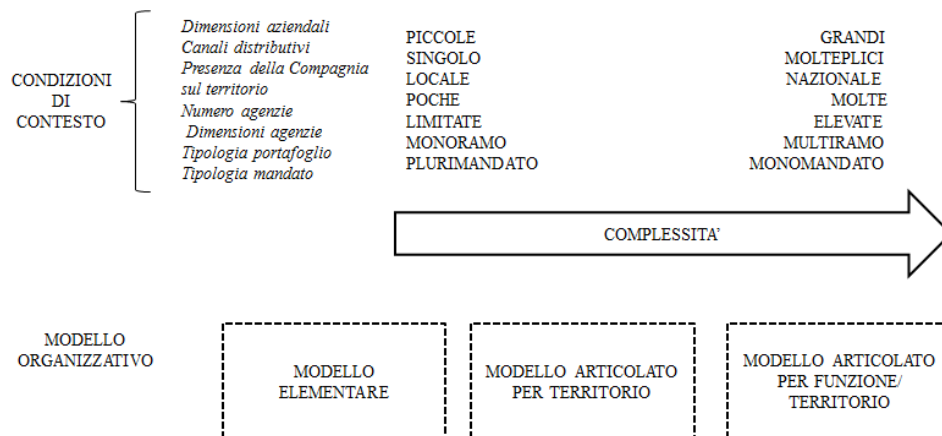 CONDIZIONI
DI
CONTESTO
Dimensioni aziendali
Canali distributivi
Presenza della Compagnia
sul territorio
Numero agenzie
Dimensioni agenzie
Tipologia portafoglio
Tipologia mandato
PICCOLE
SINGOLO
LOCALE
POCHE
LIMITATE
MONORAMO
PLURIMANDATO
GRANDI
MOLTEPLICI
NAZIONALE
MOLTE
ELEVATE
MULTIRAMO
MONOMANDATO
COMPLESSITA’
MODELLO
ORGANIZZATIVO
MODELLO
ELEMENTARE
MODELLO ARTICOLATO
PER TERRITORIO
MODELLO ARTICOLATO
PER FUNZIONE/
TERRITORIO